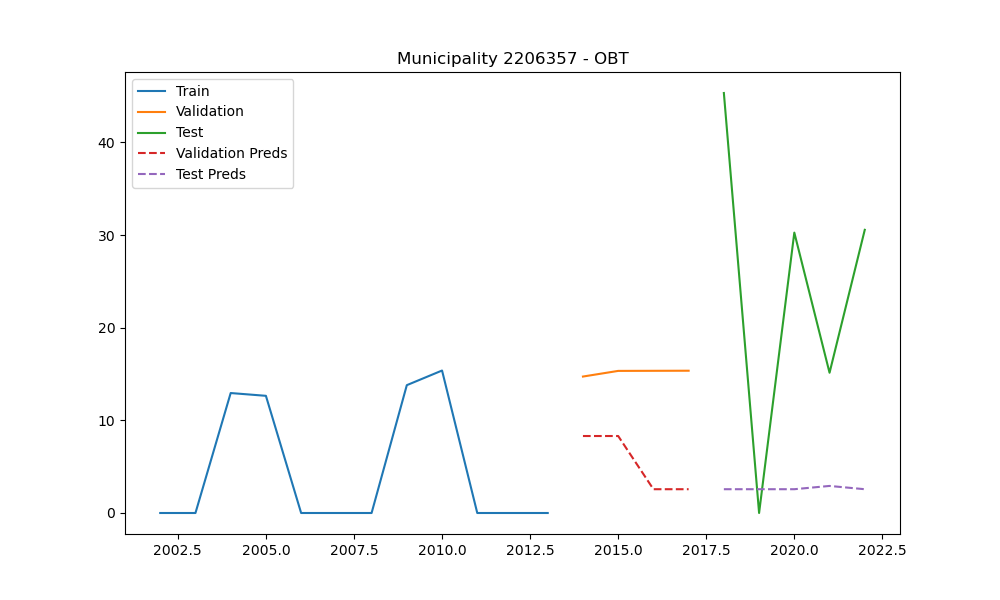 Municipality 2206357 - OBT
Train
Validation
Test
Validation Preds
Test Preds
40
30
20
10
0
2002.5 2005.0 2007.5 2010.0 2012.5 2015.0 2017.5 2020.0 2022.5